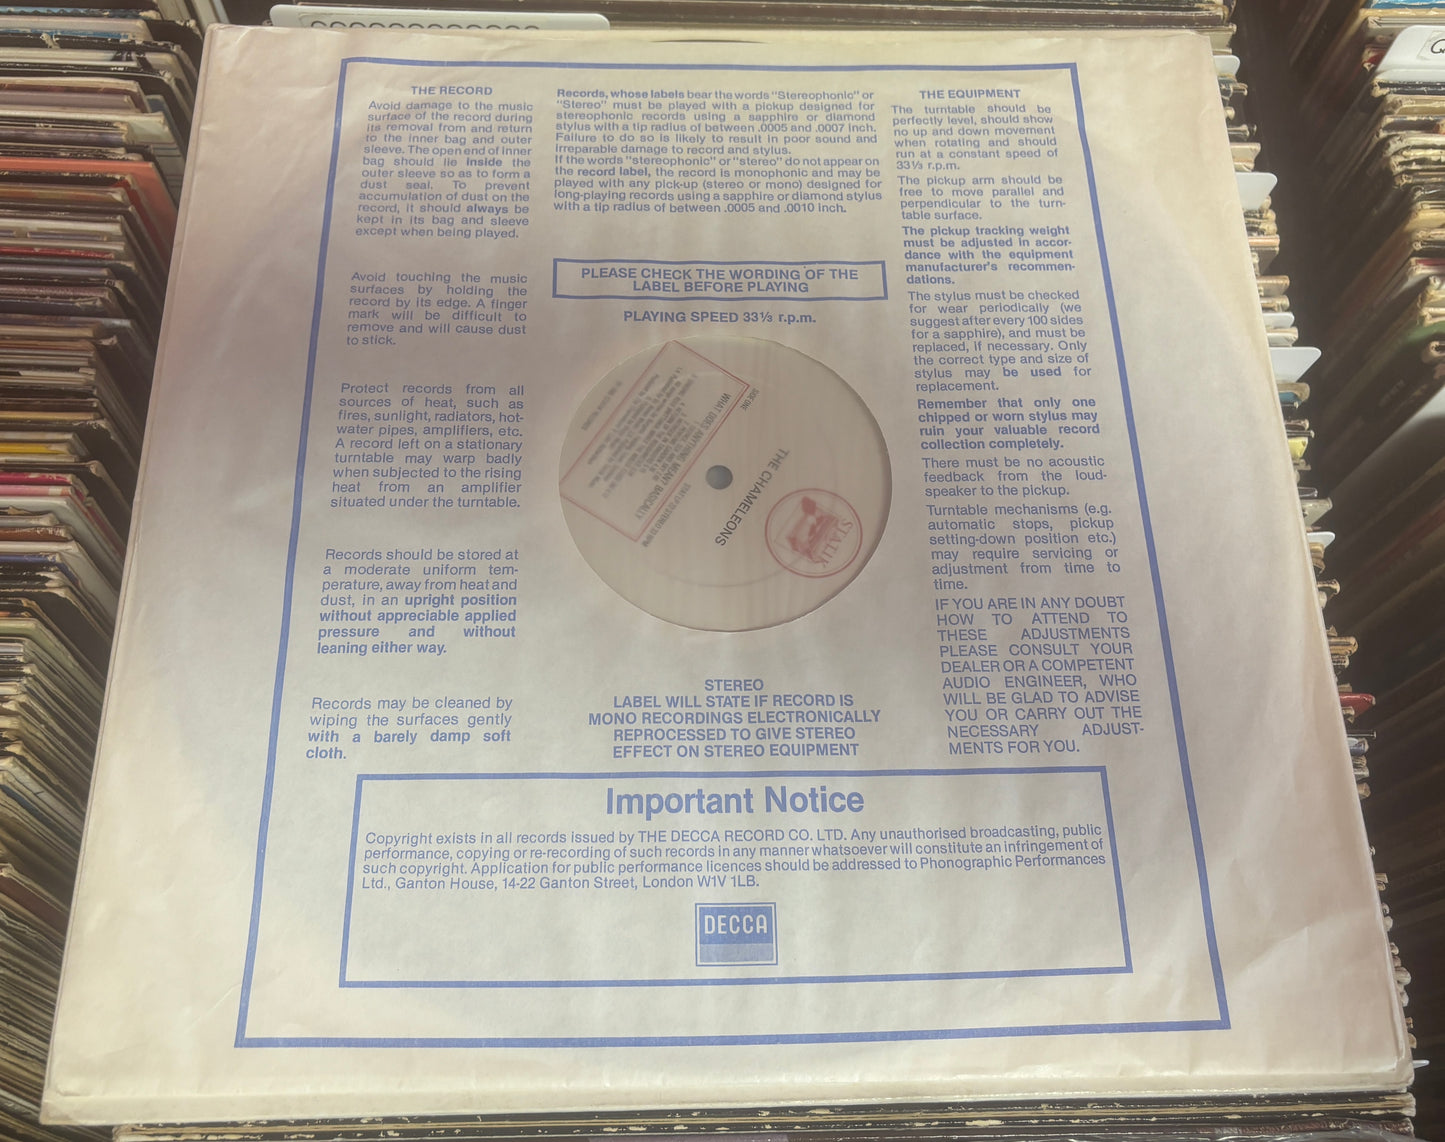 THE RECORD
Avoid damage to the music
surface of the record during
its removal from and return
to the inner bag and outer
sleeve. The open end of inner
bag should lie inside the
outer sleeve so as to form a
dust seal. To prevent
accumulation of dust on the
record, it should always be
kept in its bag and sleeve
except when being played.
Avoid touching the music
surfaces by holding the
record by its edge. A finger
mark will be difficult to
remove and will cause dust
to stick.
Protect records from all
sources of heat, such as
fires, sunlight, radiators, hot-
water pipes, amplifiers, etc.
A record left on a stationary
turntable may warp badly
when subjected to the rising
heat from an amplifier
situated under the turntable.
Records should be stored at
a moderate uniform tem-
perature, away from heat and
dust, in an upright position
without appreciable applied
pressure and without
leaning either way.
Records may be cleaned by
wiping the surfaces gently
with a barely damp soft
cloth.
Records, whose labels bear the words "Stereophonic" or
"Stereo" must be played with a pickup designed for
stereophonic records using a sapphire or diamond
stylus with a tip radius of between .0005 and .0007 inch.
Failure to do so is likely to result in poor sound and
irreparable damage to record and stylus.
If the words "stereophonic" or "stereo" do not appear on
the record label, the record is monophonic and may be
played with any pick-up (stereo or mono) designed for
long-playing records using a sapphire or diamond stylus
with a tip radius of between .0005 and .0010 inch.
PLEASE CHECK THE WORDING OF THE
LABEL BEFORE PLAYING
PLAYING SPEED 33⅓ r.p.m.
SIDE ONE
WHAT DOES ANYTHING MEAN? BASICALLY
THE CHAMELEONS
STATIK
STEREO
LABEL WILL STATE IF RECORD IS
MONO RECORDINGS ELECTRONICALLY
REPROCESSED TO GIVE STEREO
EFFECT ON STEREO EQUIPMENT
THE EQUIPMENT
The turntable should be
perfectly level, should show
no up and down movement
when rotating and should
run at a constant speed of
33⅓ r.p.m.
The pickup arm should be
free to move parallel and
perpendicular to the turn-
table surface.
The pickup tracking weight
must be adjusted in accor-
dance with the equipment
manufacturer's recommen-
dations.
The stylus must be checked
for wear periodically (we
suggest after every 100 sides
for a sapphire), and must be
replaced, if necessary. Only
the correct type and size of
stylus may be used for
replacement.
Remember that only one
chipped or worn stylus may
ruin your valuable record
collection completely.
There must be no acoustic
feedback from the loud-
speaker to the pickup.
Turntable mechanisms (e.g.
automatic stops, pickup
setting-down position etc.)
may require servicing or
adjustment from time to
time.
IF YOU ARE IN ANY DOUBT
HOW TO ATTEND TO
THESE ADJUSTMENTS
PLEASE CONSULT YOUR
DEALER OR A COMPETENT
AUDIO ENGINEER, WHO
WILL BE GLAD TO ADVISE
YOU OR CARRY OUT THE
NECESSARY ADJUST-
MENTS FOR YOU.
Important Notice
Copyright exists in all records issued by THE DECCA RECORD CO. LTD. Any unauthorised broadcasting, public
performance, copying or re-recording of such records in any manner whatsoever will constitute an infringement of
such copyright. Application for public performance licences should be addressed to Phonographic Performances
Ltd., Ganton House, 14-22 Ganton Street, London W1V 1LB.
DECCA